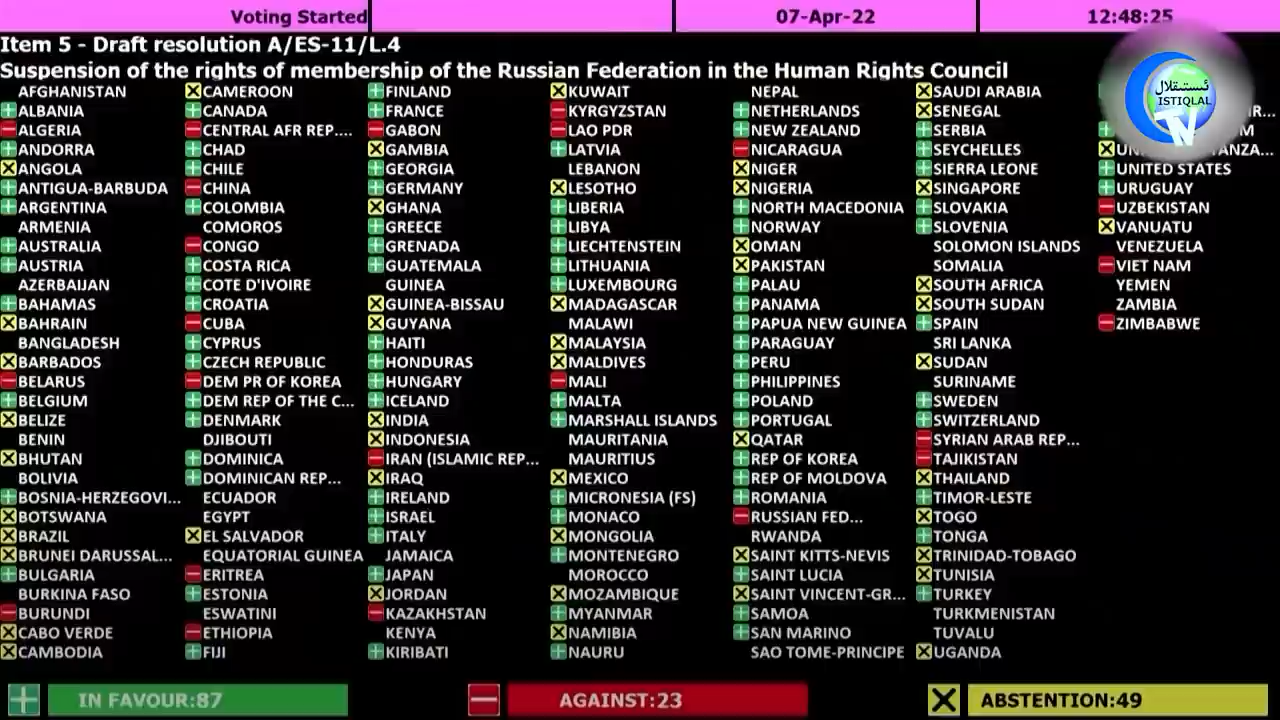 Voting Started 07-Apr-22 12:48:25
Item 5 - Draft resolution A/ES-11/L.4
Suspension of the rights of membership of the Russian Federation in the Human Rights Council
AFGHANISTAN
ALBANIA
ALGERIA
ANDORRA
ANGOLA
ANTIGUA-BARBUDA
ARGENTINA
ARMENIA
AUSTRALIA
AUSTRIA
AZERBAIJAN
BAHAMAS
BAHRAIN
BANGLADESH
BARBADOS
BELARUS
BELGIUM
BELIZE
BENIN
BHUTAN
BOLIVIA
BOSNIA-HERZEGOVI...
BOTSWANA
BRAZIL
BRUNEI DARUSSAL...
BULGARIA
BURKINA FASO
BURUNDI
CABO VERDE
CAMBODIA
CAMEROON
CANADA
CENTRAL AFR REP....
CHAD
CHILE
CHINA
COLOMBIA
COMOROS
CONGO
COSTA RICA
COTE D'IVOIRE
CROATIA
CUBA
CYPRUS
CZECH REPUBLIC
DEM PR OF KOREA
DEM REP OF THE C...
DENMARK
DJIBOUTI
DOMINICA
DOMINICAN REP...
ECUADOR
EGYPT
EL SALVADOR
EQUATORIAL GUINEA
ERITREA
ESTONIA
ESWATINI
ETHIOPIA
FIJI
FINLAND
FRANCE
GABON
GAMBIA
GEORGIA
GERMANY
GHANA
GREECE
GRENADA
GUATEMALA
GUINEA
GUINEA-BISSAU
GUYANA
HAITI
HONDURAS
HUNGARY
ICELAND
INDIA
INDONESIA
IRAN (ISLAMIC REP...
IRAQ
IRELAND
ISRAEL
ITALY
JAMAICA
JAPAN
JORDAN
KAZAKHSTAN
KENYA
KIRIBATI
KUWAIT
KYRGYZSTAN
LAO PDR
LATVIA
LEBANON
LESOTHO
LIBERIA
LIBYA
LIECHTENSTEIN
LITHUANIA
LUXEMBOURG
MADAGASCAR
MALAWI
MALAYSIA
MALDIVES
MALI
MALTA
MARSHALL ISLANDS
MAURITANIA
MAURITIUS
MEXICO
MICRONESIA (FS)
MONACO
MONGOLIA
MONTENEGRO
MOROCCO
MOZAMBIQUE
MYANMAR
NAMIBIA
NAURU
NEPAL
NETHERLANDS
NEW ZEALAND
NICARAGUA
NIGER
NIGERIA
NORTH MACEDONIA
NORWAY
OMAN
PAKISTAN
PALAU
PANAMA
PAPUA NEW GUINEA
PARAGUAY
PERU
PHILIPPINES
POLAND
PORTUGAL
QATAR
REP OF KOREA
REP OF MOLDOVA
ROMANIA
RUSSIAN FED...
RWANDA
SAINT KITTS-NEVIS
SAINT LUCIA
SAINT VINCENT-GR...
SAMOA
SAN MARINO
SAO TOME-PRINCIPE
SAUDI ARABIA
SENEGAL
SERBIA
SEYCHELLES
SIERRA LEONE
SINGAPORE
SLOVAKIA
SLOVENIA
SOLOMON ISLANDS
SOMALIA
SOUTH AFRICA
SOUTH SUDAN
SPAIN
SRI LANKA
SUDAN
SURINAME
SWEDEN
SWITZERLAND
SYRIAN ARAB REP...
TAJIKISTAN
THAILAND
TIMOR-LESTE
TOGO
TONGA
TRINIDAD-TOBAGO
TUNISIA
TURKEY
TURKMENISTAN
TUVALU
UGANDA
ئىستىقلال
ISTIQLAL
TV
UNITED STATES
URUGUAY
UZBEKISTAN
VANUATU
VENEZUELA
VIET NAM
YEMEN
ZAMBIA
ZIMBABWE
IN FAVOUR:87 AGAINST:23 ABSTENTION:49